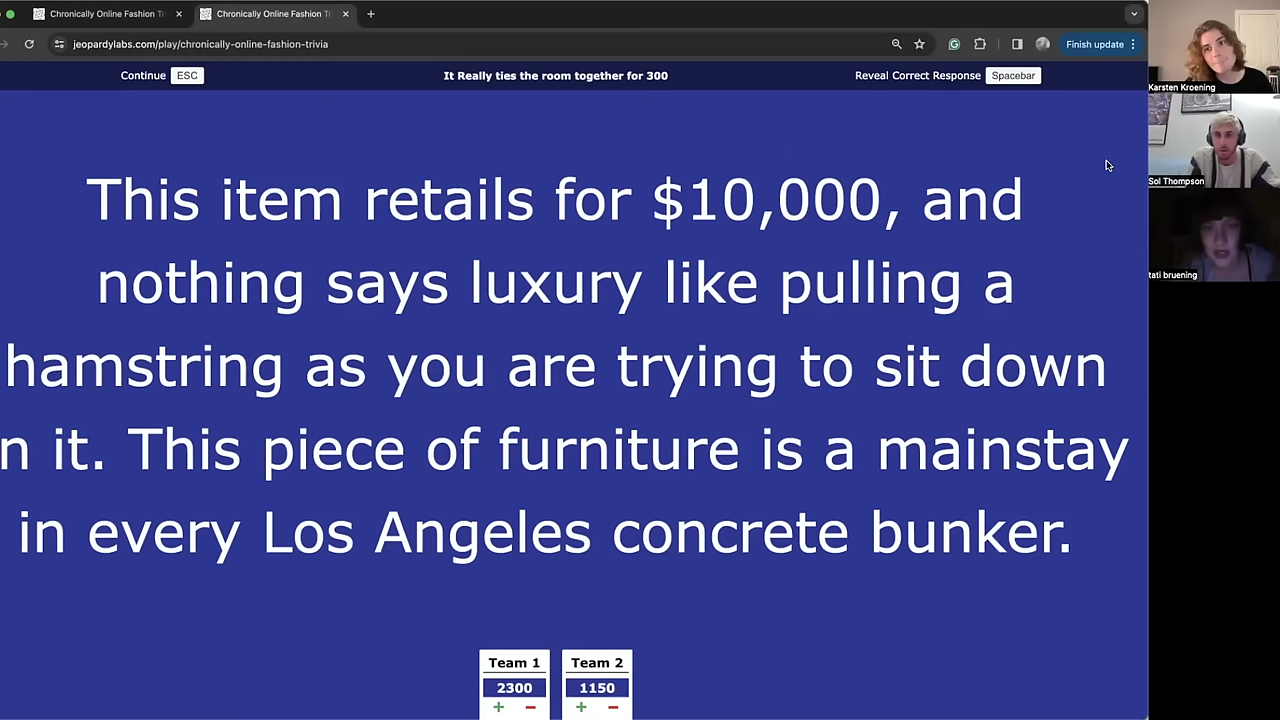 Chronically Online Fashion Tr
Chronically Online Fashion Tr
jeopardylabs.com/play/chronically-online-fashion-trivia
Finish update
Continue ESC
It Really ties the room together for 300
Reveal Correct Response Spacebar
This item retails for $10,000, and
nothing says luxury like pulling a
hamstring as you are trying to sit down
n it. This piece of furniture is a mainstay
in every Los Angeles concrete bunker.
Team 1
2300
+ −
Team 2
1150
+ −
Karsten Kroening
Sol Thompson
tati bruening